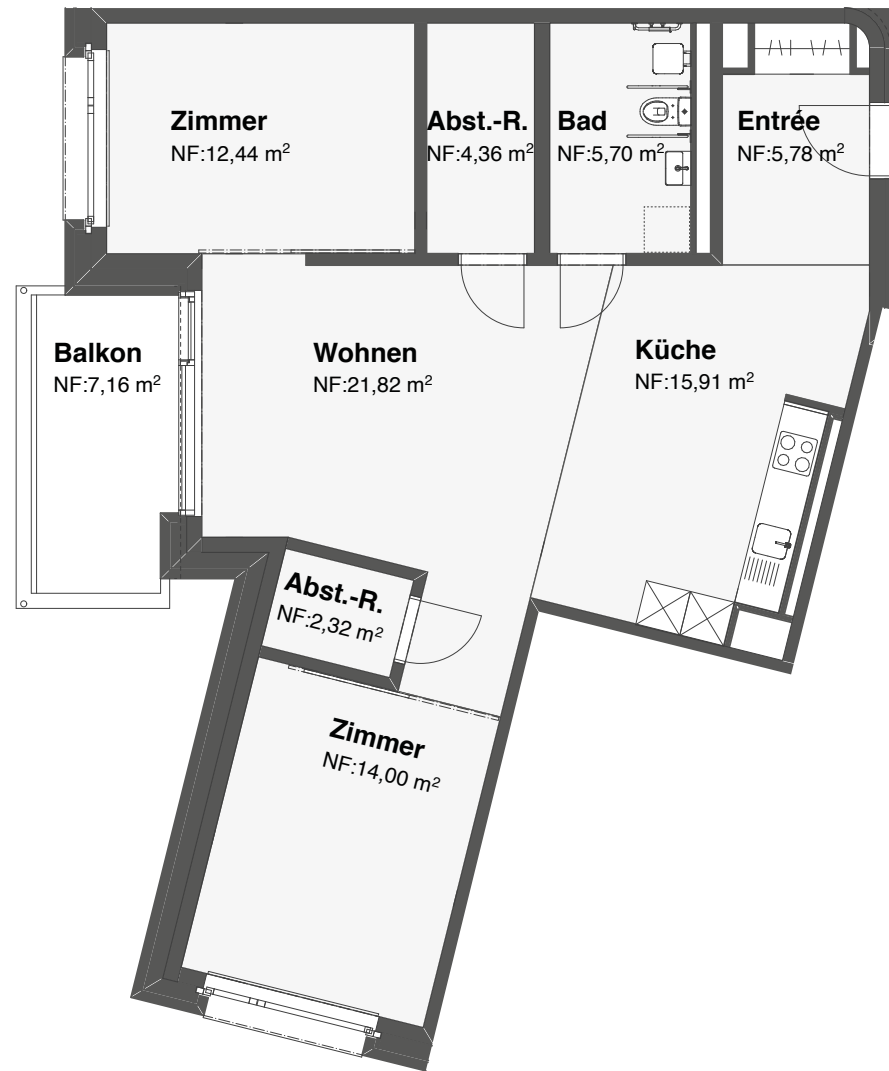 Zimmer
NF:12,44 m²
Abst.-R.
NF:4,36 m²
Bad
NF:5,70 m²
Entrée
NF:5,78 m²
Balkon
NF:7,16 m²
Wohnen
NF:21,82 m²
Küche
NF:15,91 m²
Abst.-R.
NF:2,32 m²
Zimmer
NF:14,00 m²